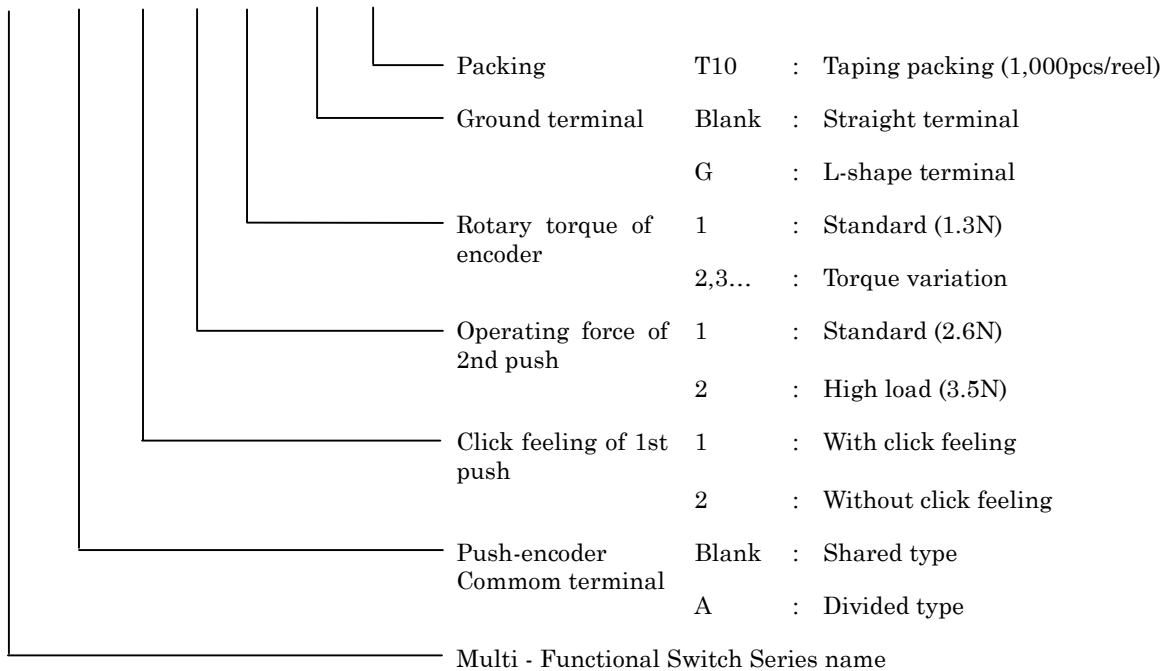 Packing T10 : Taping packing (1,000pcs/reel)
Ground terminal Blank : Straight terminal
G : L-shape terminal
Rotary torque of 1 : Standard (1.3N)
encoder
2,3… : Torque variation
Operating force of 1 : Standard (2.6N)
2nd push
2 : High load (3.5N)
Click feeling of 1st 1 : With click feeling
push
2 : Without click feeling
Push-encoder Blank : Shared type
Commom terminal
A : Divided type
Multi - Functional Switch Series name